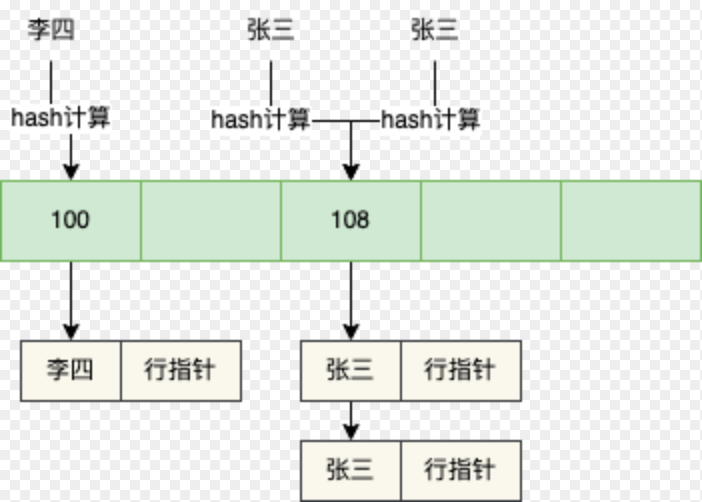 李四 张三 张三
hash计算 hash计算 hash计算
100 108
李四 行指针 张三 行指针
张三 行指针